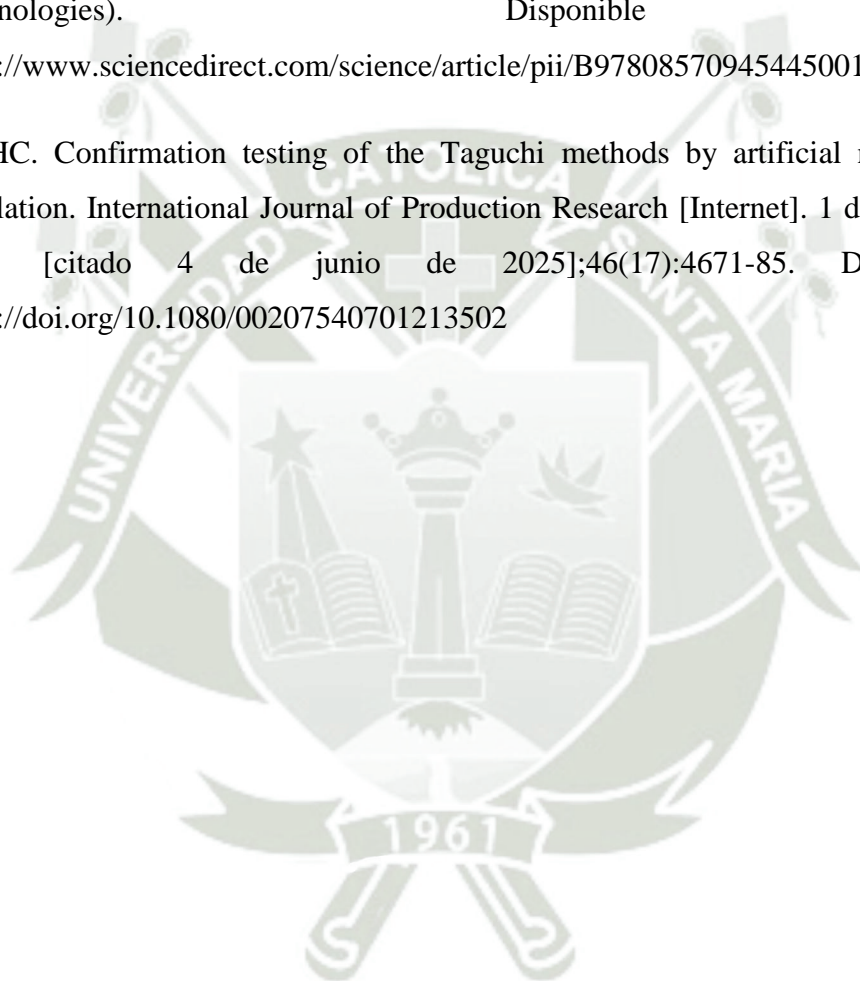 nologies). Disponible
://www.sciencedirect.com/science/article/pii/B97808570945445001
HC. Confirmation testing of the Taguchi methods by artificial
lation. International Journal of Production Research [Internet]. 1 d
[citado 4 de junio de 2025];46(17):4671-85. D
://doi.org/10.1080/00207540701213502
UNIVERSIDAD CATOLICA SANTA MARIA
1961